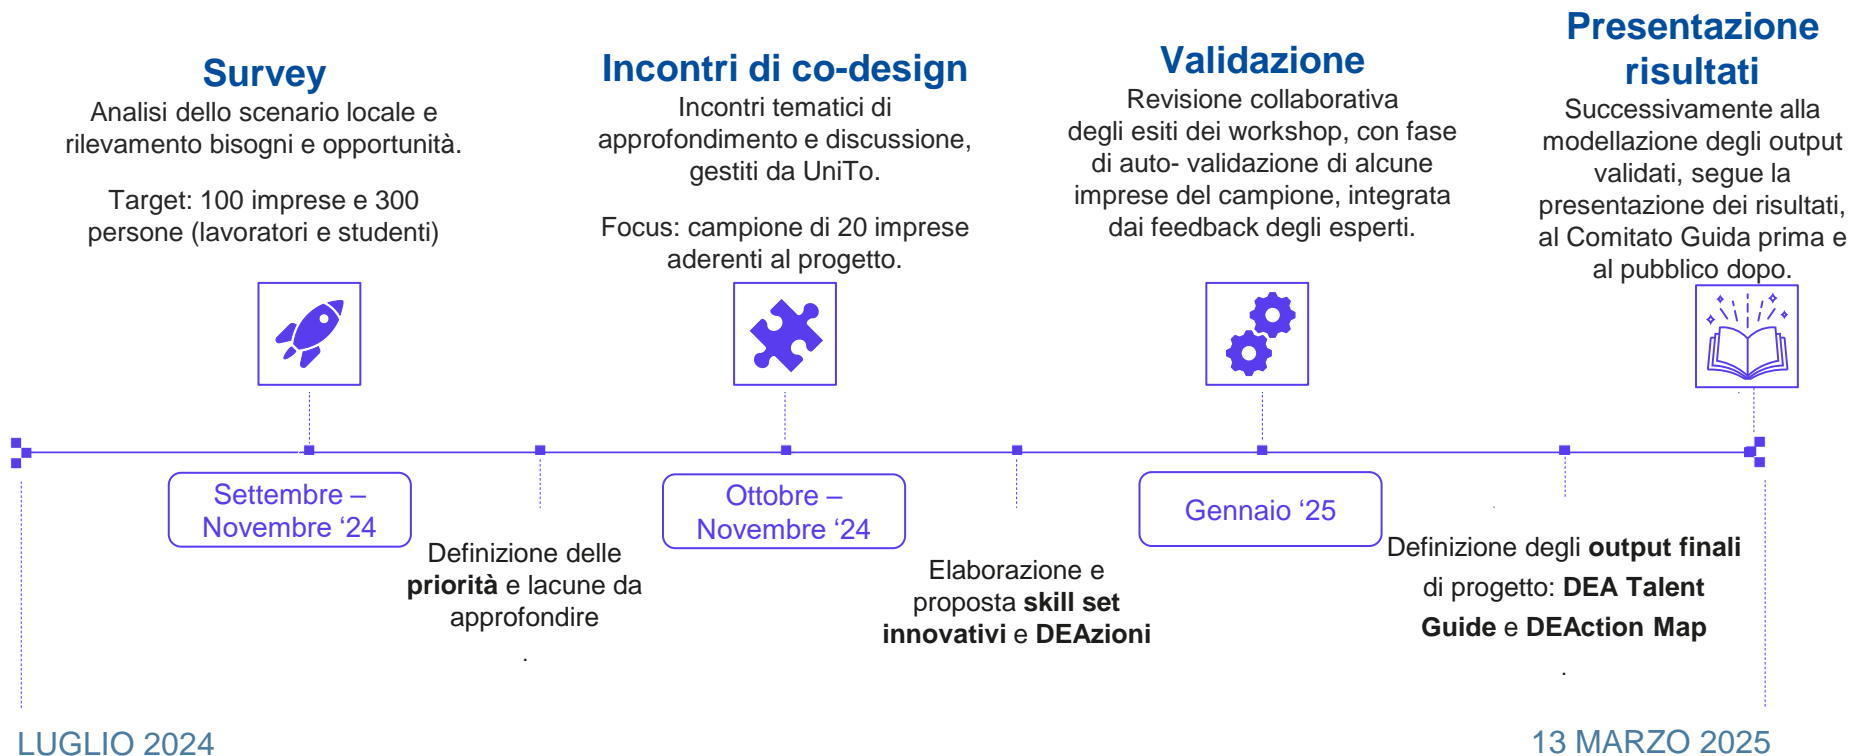 Survey
Analisi dello scenario locale e
rilevamento bisogni e opportunità.
Target: 100 imprese e 300
persone (lavoratori e studenti)
Incontri di co-design
Incontri tematici di
approfondimento e discussione,
gestiti da UniTo.
Focus: campione di 20 imprese
aderenti al progetto.
Validazione
Revisione collaborativa
degli esiti dei workshop, con fase
di auto- validazione di alcune
imprese del campione, integrata
dai feedback degli esperti.
Presentazione
risultati
Successivamente alla
modellazione degli output
validati, segue la
presentazione dei risultati,
al Comitato Guida prima e
al pubblico dopo.
Settembre –
Novembre ‘24
Definizione delle
priorità e lacune da
approfondire
.
Ottobre –
Novembre ‘24
Elaborazione e
proposta skill set
innovativi e DEAzioni
Gennaio ‘25
Definizione degli output finali
di progetto: DEA Talent
Guide e DEAction Map
.
LUGLIO 2024
13 MARZO 2025